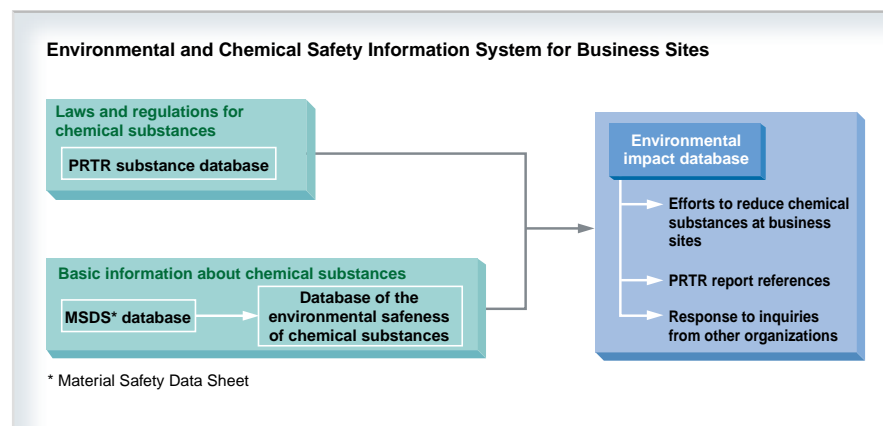 Environmental and Chemical Safety Information System for Business Sites
Laws and regulations for
chemical substances
PRTR substance database
Basic information about chemical substances
MSDS* database
Database of the
environmental safeness
of chemical substances
Environmental
impact database
Efforts to reduce chemical
substances at business
sites
PRTR report references
Response to inquiries
from other organizations
* Material Safety Data Sheet